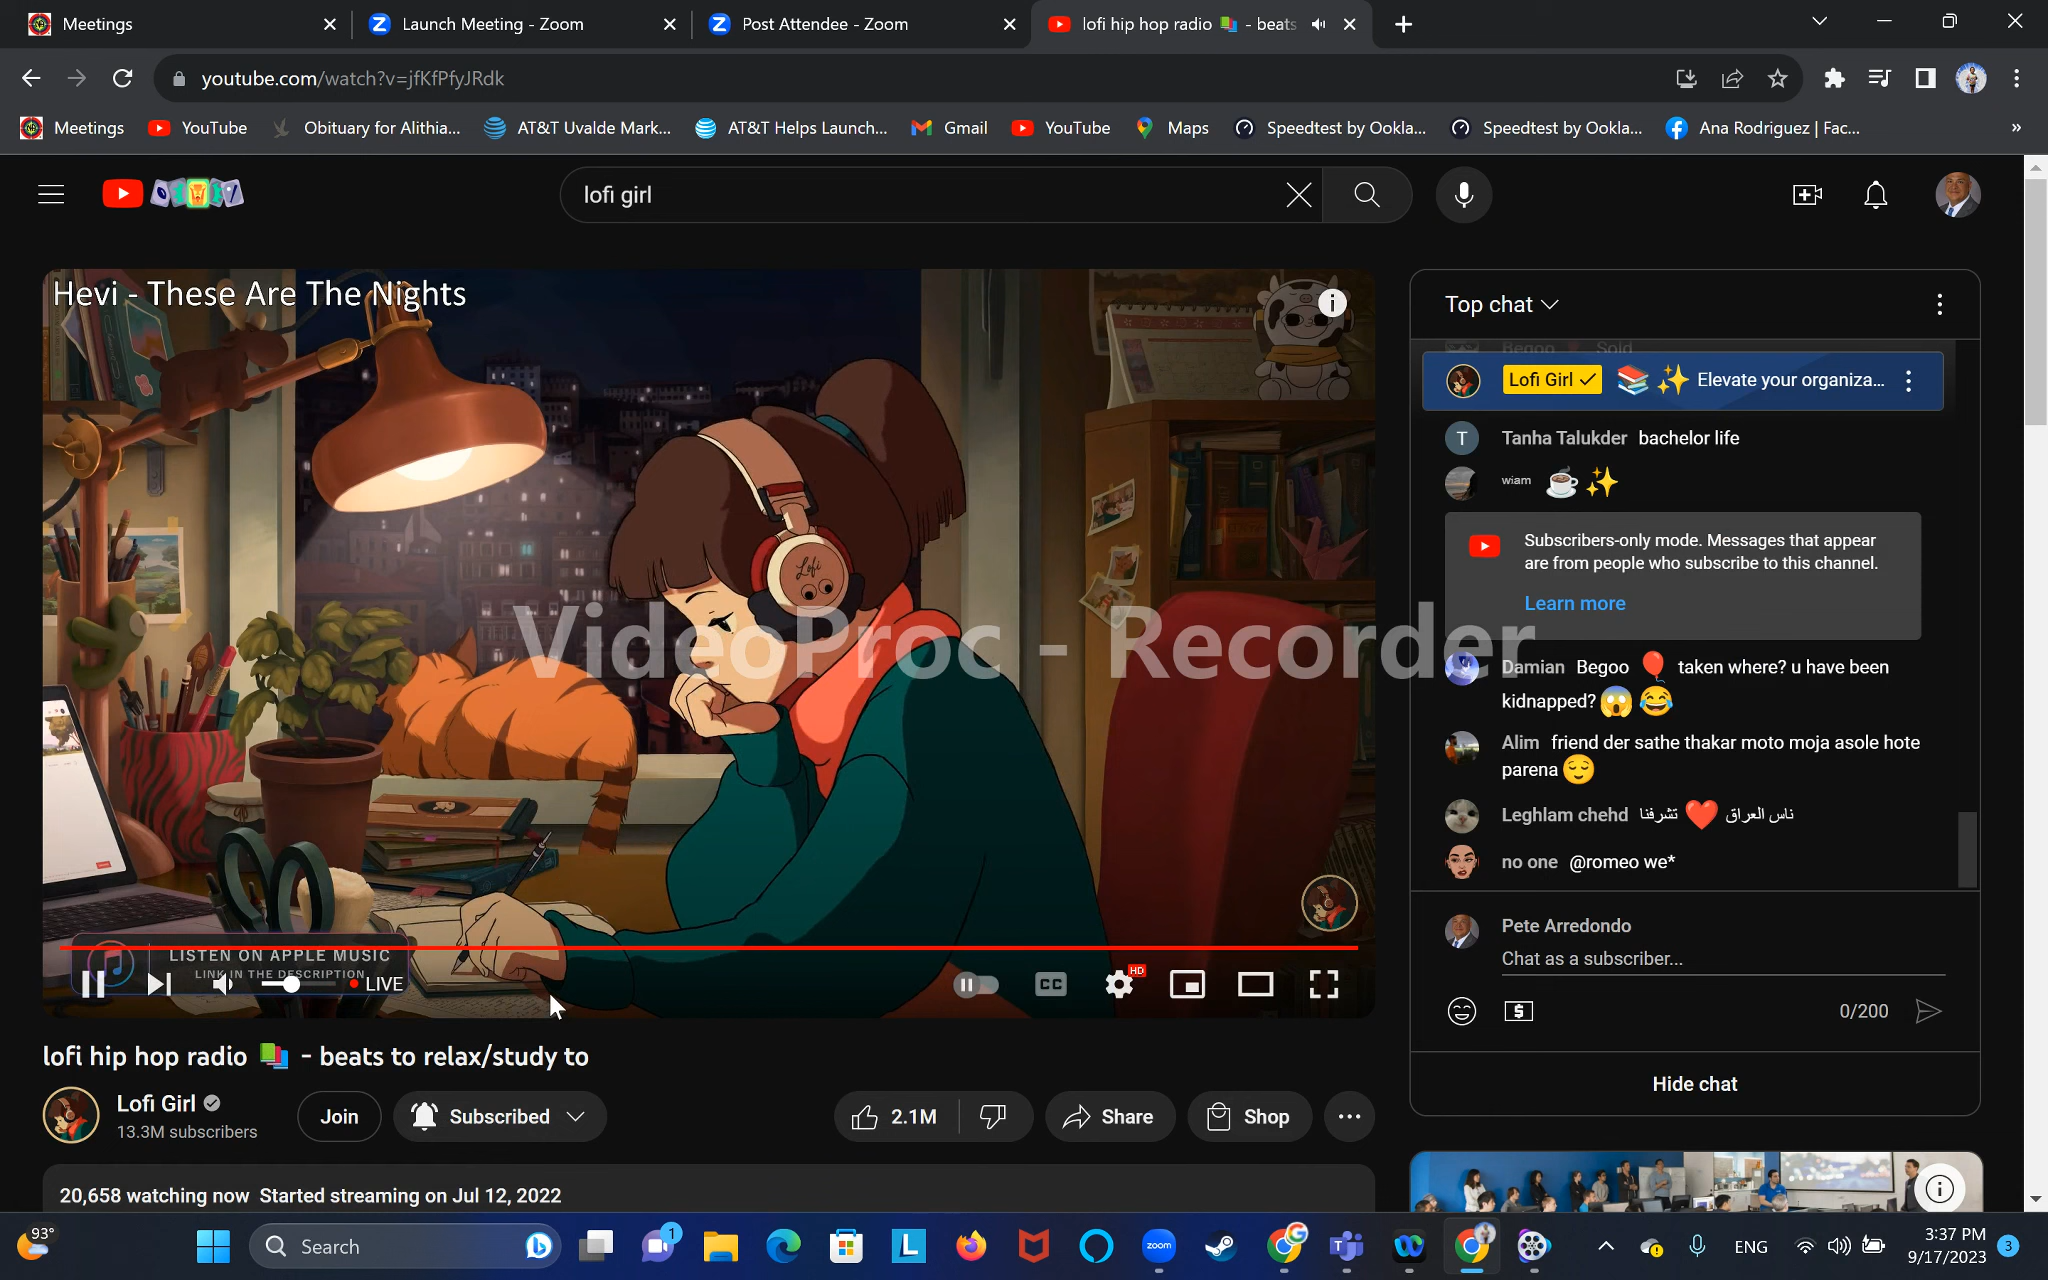 Meetings
Launch Meeting - Zoom
Post Attendee - Zoom
lofi hip hop radio 📚 - beats
youtube.com/watch?v=jfKfPfyJRdk
Meetings
YouTube
Obituary for Alithia...
AT&T Uvalde Mark...
AT&T Helps Launch...
Gmail
YouTube
Maps
Speedtest by Ookla...
Speedtest by Ookla...
Ana Rodriguez | Fac...
»
lofi girl
Hevi - These Are The Nights
Lofi
VideoProc - Recorder
LISTEN ON APPLE MUSIC
LINK IN THE DESCRIPTION
LIVE
CC
HD
lofi hip hop radio 📚 - beats to relax/study to
Lofi Girl
13.3M subscribers
Join
Subscribed
2.1M
Share
Shop
20,658 watching now Started streaming on Jul 12, 2022
Top chat
Begoo Sold
Lofi Girl ✓ 📚 ✨ Elevate your organiza...
T
Tanha Talukder bachelor life
wiam ☕ ✨
Subscribers-only mode. Messages that appear
are from people who subscribe to this channel.
Learn more
Damian Begoo 🎈 taken where? u have been
kidnapped? 😱 😂
Alim friend der sathe thakar moto moja asole hote
parena 😌
Leghlam chehd ناس العراق ❤️ تشرفنا
no one @romeo we*
Pete Arredondo
Chat as a subscriber...
0/200
Hide chat
93°
Search
1
L
zoom
G
ENG
3:37 PM
9/17/2023
3